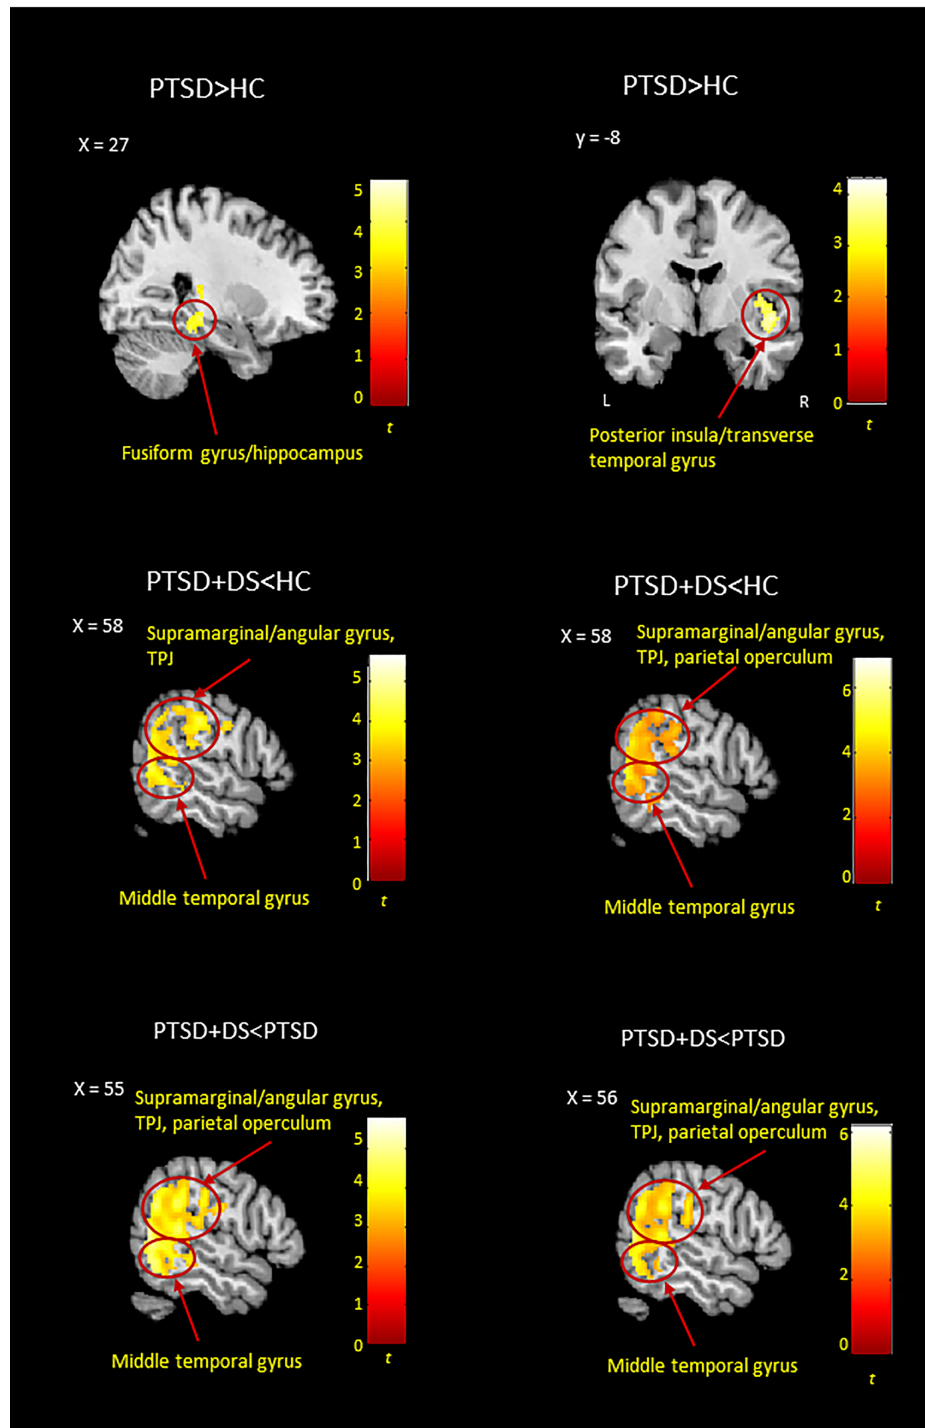 PTSD>HC
X = 27
5
4
3
2
1
0
t
Fusiform gyrus/hippocampus
PTSD>HC
y = -8
4
3
2
1
0
t
L
R
Posterior insula/transverse
temporal gyrus
PTSD+DS<HC
X = 58
Supramarginal/angular gyrus,
TPJ
5
4
3
2
1
0
t
Middle temporal gyrus
PTSD+DS<HC
X = 58
Supramarginal/angular gyrus,
TPJ, parietal operculum
6
4
2
0
t
Middle temporal gyrus
PTSD+DS<PTSD
X = 55
Supramarginal/angular gyrus,
TPJ, parietal operculum
5
4
3
2
1
0
t
Middle temporal gyrus
PTSD+DS<PTSD
X = 56
Supramarginal/angular gyrus,
TPJ, parietal operculum
6
4
2
0
t
Middle temporal gyrus